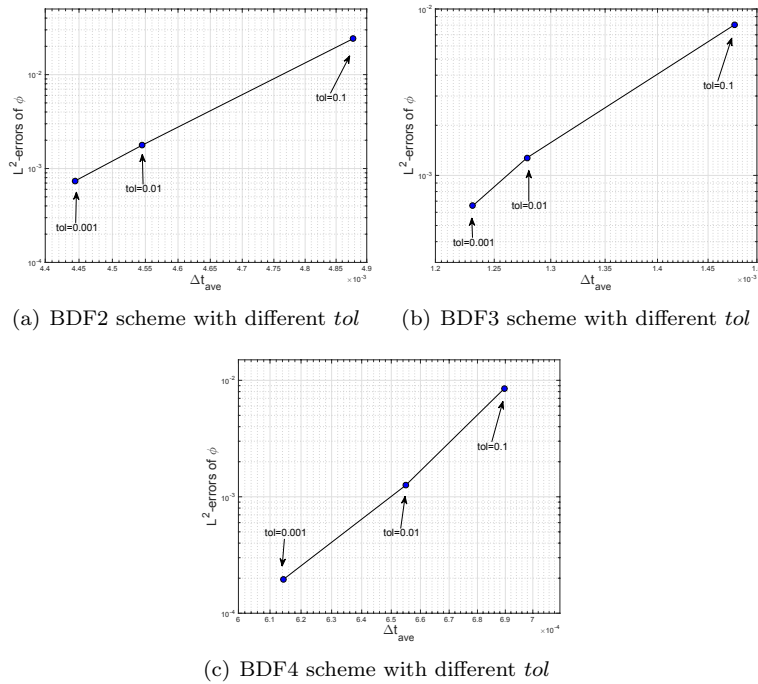 10^-2
10^-3
10^-4
L^2-errors of ϕ
tol=0.1
tol=0.01
tol=0.001
4.4 4.45 4.5 4.55 4.6 4.65 4.7 4.75 4.8 4.85 4.9
Δt_ave
×10^-3
(a) BDF2 scheme with different tol
10^-2
10^-3
L^2-errors of ϕ
tol=0.1
tol=0.01
tol=0.001
1.2 1.25 1.3 1.35 1.4 1.45 1.
Δt_ave
×10^-3
(b) BDF3 scheme with different tol
10^-2
10^-3
10^-4
L^2-errors of ϕ
tol=0.1
tol=0.001
tol=0.01
6 6.1 6.2 6.3 6.4 6.5 6.6 6.7 6.8 6.9 7
Δt_ave
×10^-4
(c) BDF4 scheme with different tol